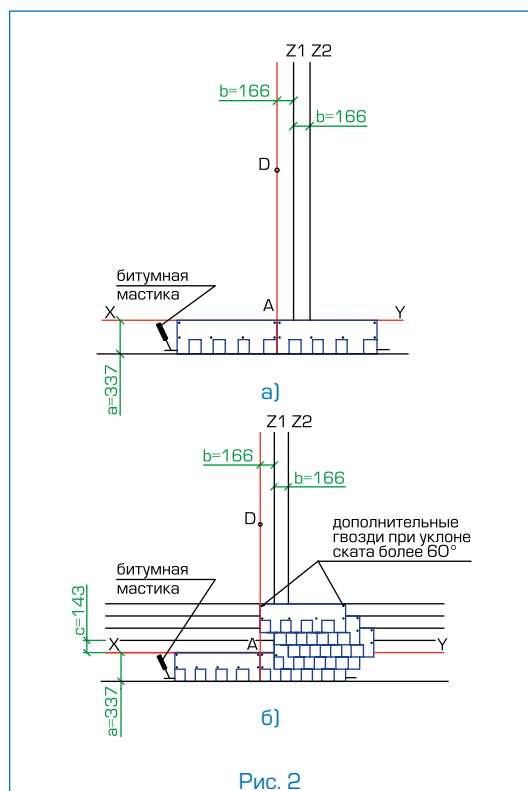 Z1 Z2
b=166
b=166
D
битумная
мастика
X
A
Y
a=337
а)
Z1 Z2
b=166
b=166
D
дополнительные
гвозди при уклоне
ската более 60°
битумная
мастика
c=143
X
A
Y
a=337
б)
Рис. 2